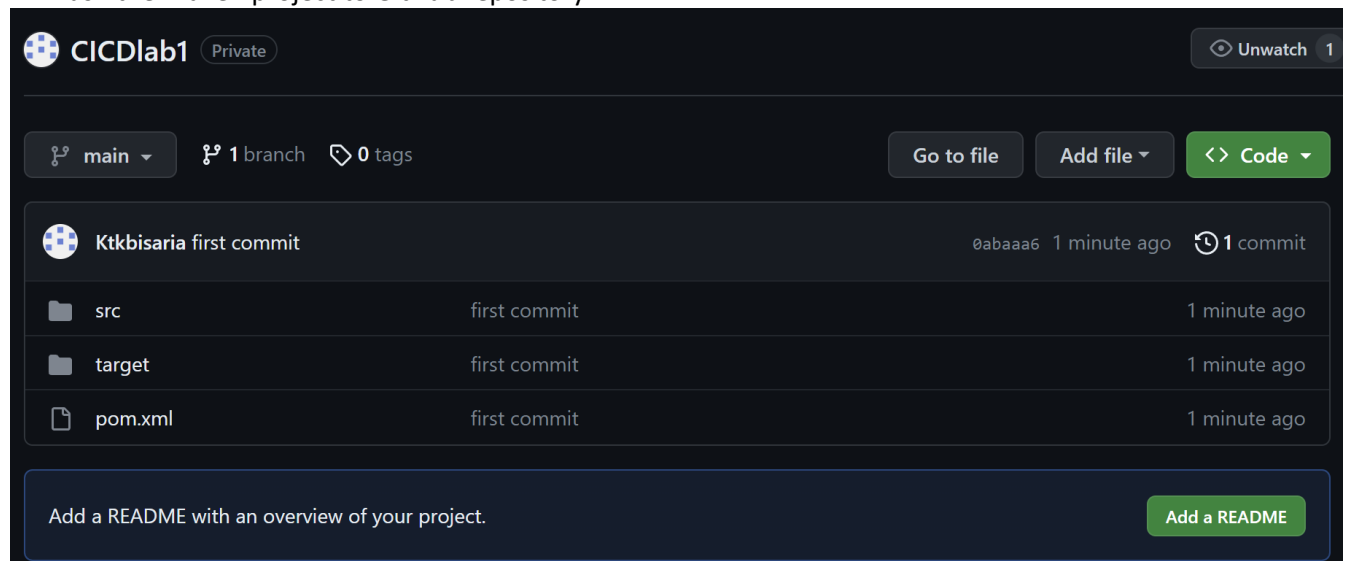 CICDlab1 Private Unwatch 1
main 1 branch 0 tags Go to file Add file Code
Ktkbisaria first commit 0abaaa6 1 minute ago 1 commit
src first commit 1 minute ago
target first commit 1 minute ago
pom.xml first commit 1 minute ago
Add a README with an overview of your project. Add a README